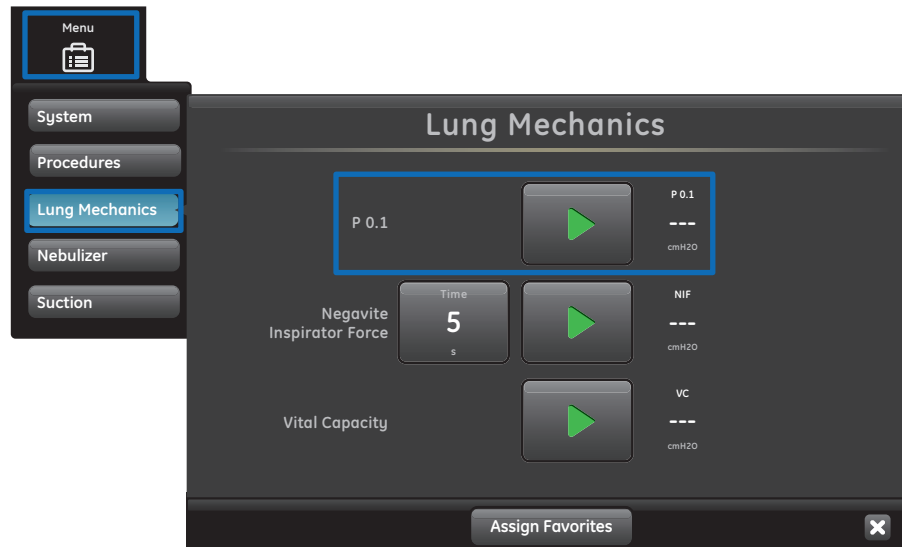 Menu
System
Procedures
Lung Mechanics
Nebulizer
Suction
Lung Mechanics
P 0.1
P 0.1
---
cmH2O
Negavite
Inspirator Force
Time
5
s
NIF
---
cmH2O
Vital Capacity
VC
---
cmH2O
Assign Favorites